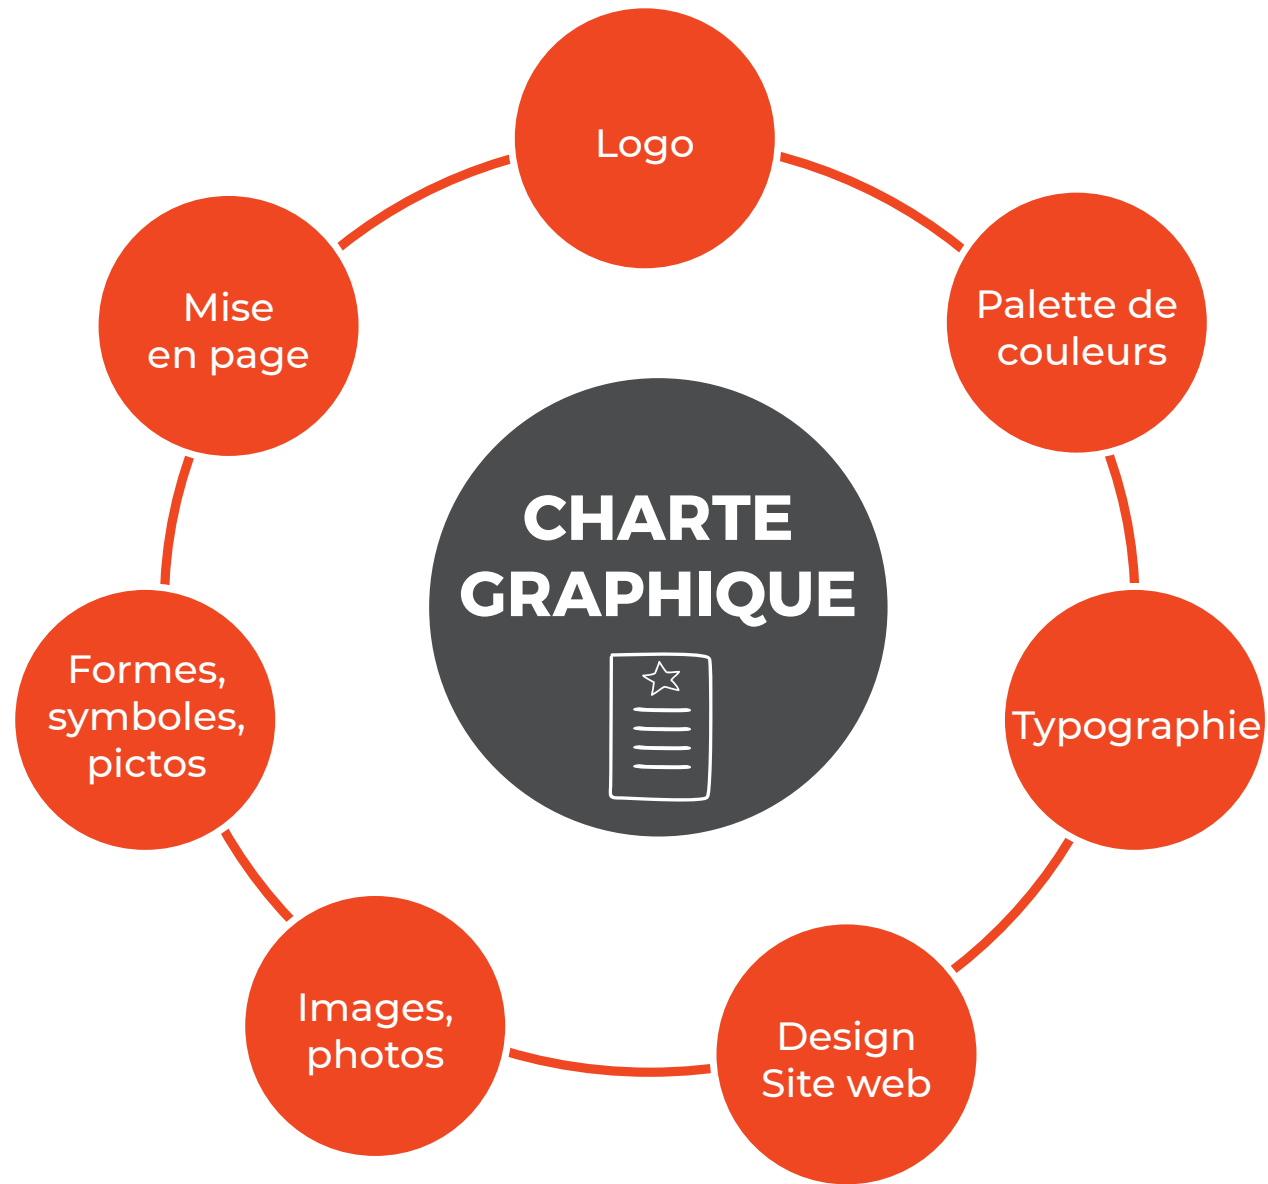 Logo
Palette de
couleurs
Typographie
Design
Site web
Images,
photos
Formes,
symboles,
pictos
Mise
en page
CHARTE
GRAPHIQUE